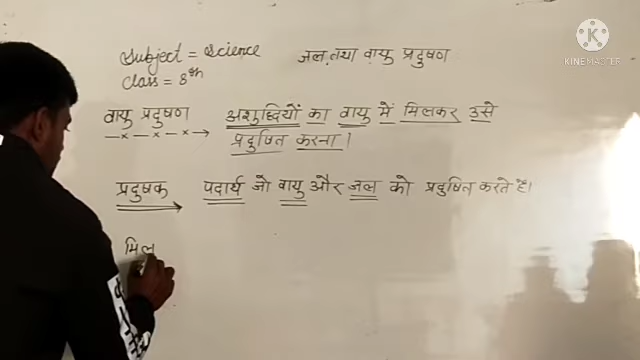 Subject = Science
जल तथा वायु प्रदुषण
Class = 8th
वायु प्रदुषण अशुद्धियों का वायु में मिलकर उसे
प्रदुषित करना।
प्रदुषक पदार्थ जो वायु और जल को प्रदुषित करते है।
मिल
KINEMASTER